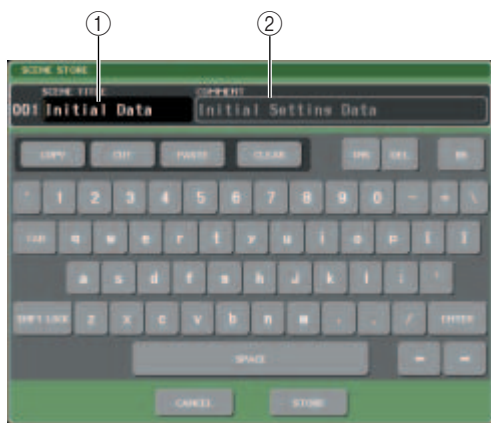 ① ②
SCENE STORE
SCENE TITLE COMMENT
001 Initial Data Initial Setting Data
COPY CUT PASTE CLEAR INS DEL BS
1 2 3 4 5 6 7 8 9 0 - = \
TAB q w e r t y u i o p [ ]
a s d f g h j k l ; '
SHIFT LOCK z x c v b n m , . / ENTER
SPACE
CANCEL STORE